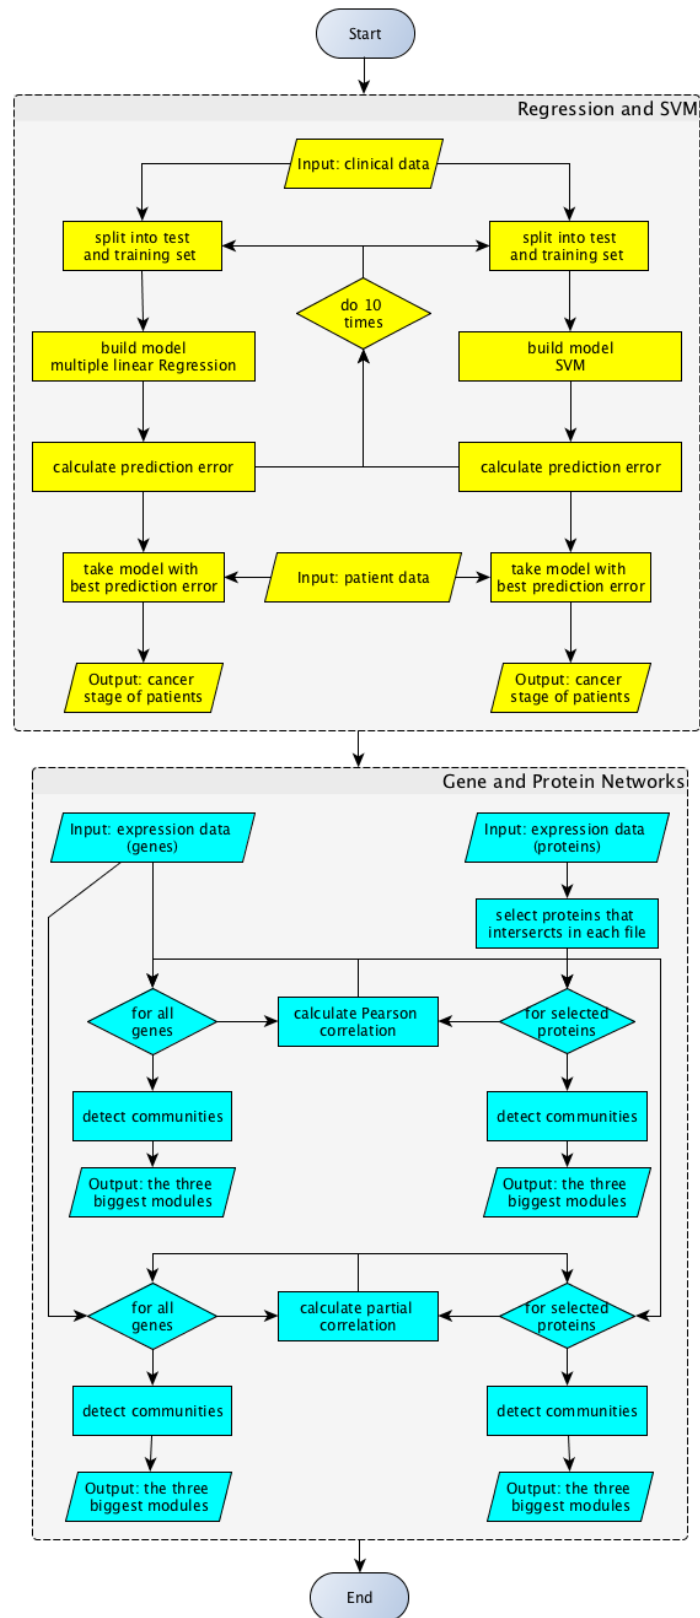 Start
Regression and SVM
Input: clinical data
split into test
and training set
split into test
and training set
do 10
times
build model
multiple linear Regression
build model
SVM
calculate prediction error
calculate prediction error
take model with
best prediction error
Input: patient data
take model with
best prediction error
Output: cancer
stage of patients
Output: cancer
stage of patients
Gene and Protein Networks
Input: expression data
(genes)
Input: expression data
(proteins)
select proteins that
intersercts in each file
for all
genes
calculate Pearson
correlation
for selected
proteins
detect communities
detect communities
Output: the three
biggest modules
Output: the three
biggest modules
for all
genes
calculate partial
correlation
for selected
proteins
detect communities
detect communities
Output: the three
biggest modules
Output: the three
biggest modules
End